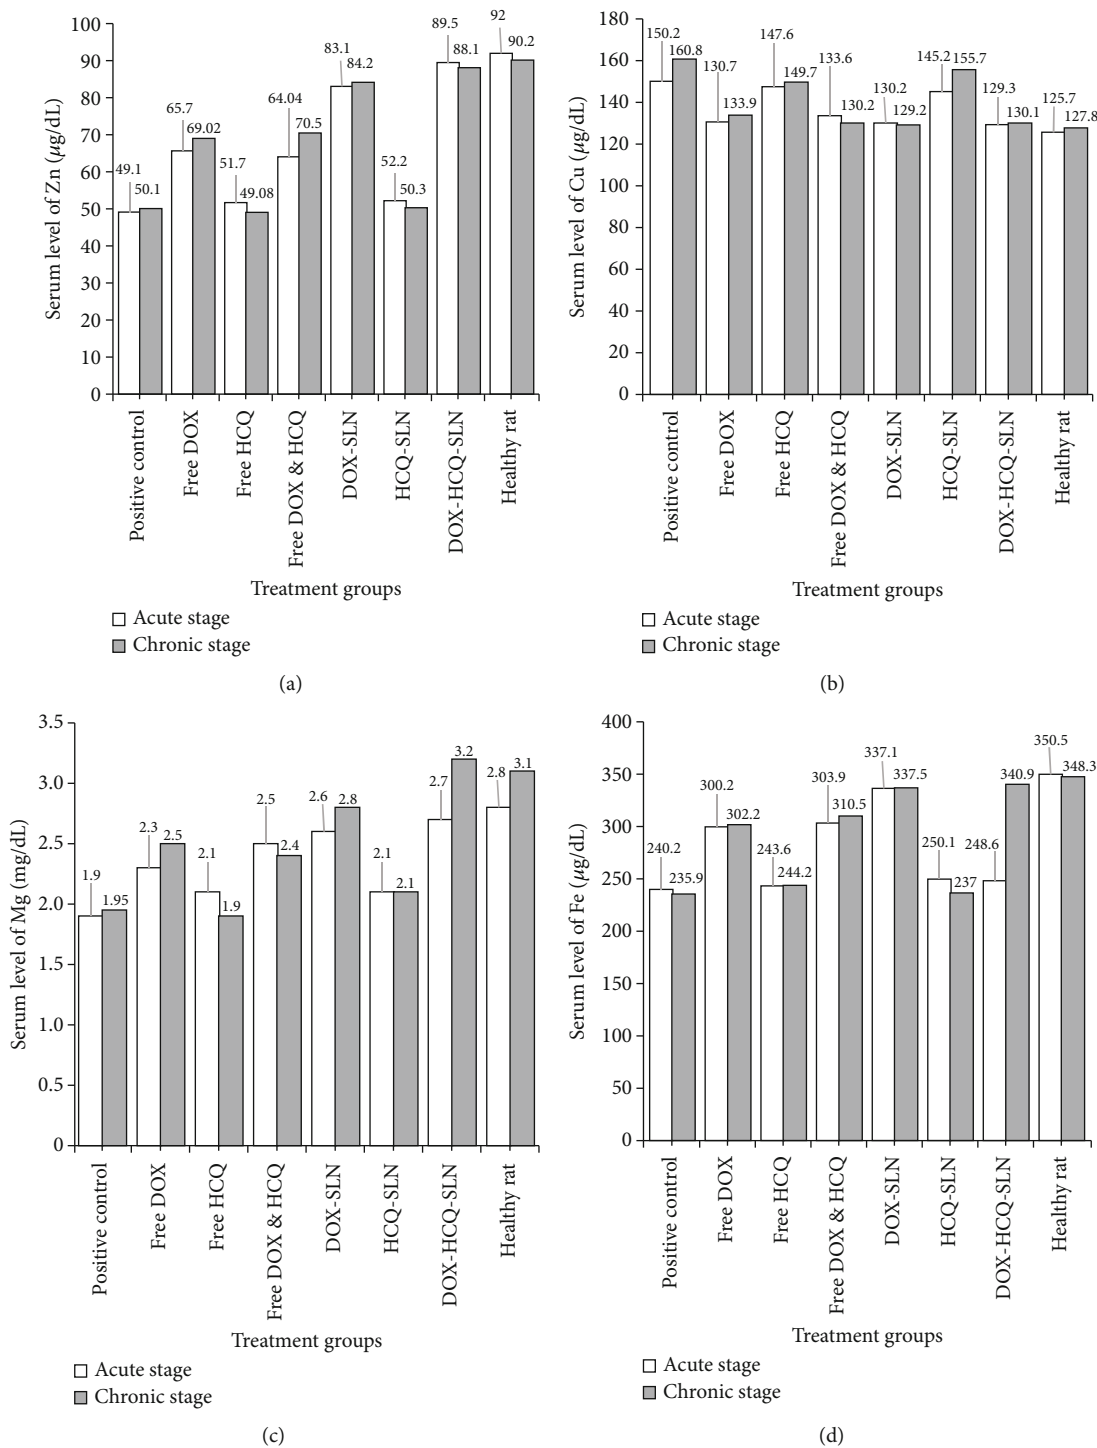 Serum level of Zn (μg/dL)
100
90
80
70
60
50
40
30
20
10
0
49.1
50.1
65.7
69.02
51.7
49.08
64.04
70.5
83.1
84.2
52.2
50.3
89.5
88.1
92
90.2
Positive control
Free DOX
Free HCQ
Free DOX & HCQ
DOX-SLN
HCQ-SLN
DOX-HCQ-SLN
Healthy rat
Treatment groups
Acute stage
Chronic stage
(a)
Serum level of Cu (μg/dL)
180
160
140
120
100
80
60
40
20
0
150.2
160.8
130.7
133.9
147.6
149.7
133.6
130.2
130.2
129.2
145.2
155.7
129.3
130.1
125.7
127.8
Positive control
Free DOX
Free HCQ
Free DOX & HCQ
DOX-SLN
HCQ-SLN
DOX-HCQ-SLN
Healthy rat
Treatment groups
Acute stage
Chronic stage
(b)
Serum level of Mg (mg/dL)
3.5
3.0
2.5
2.0
1.5
1.0
0.5
0
1.9
1.95
2.3
2.5
2.1
1.9
2.5
2.4
2.6
2.8
2.1
2.1
2.7
3.2
2.8
3.1
Positive control
Free DOX
Free HCQ
Free DOX & HCQ
DOX-SLN
HCQ-SLN
DOX-HCQ-SLN
Healthy rat
Treatment groups
Acute stage
Chronic stage
(c)
Serum level of Fe (μg/dL)
400
350
300
250
200
150
100
50
0
240.2
235.9
300.2
302.2
243.6
244.2
303.9
310.5
337.1
337.5
250.1
237
248.6
340.9
350.5
348.3
Positive control
Free DOX
Free HCQ
Free DOX & HCQ
DOX-SLN
HCQ-SLN
DOX-HCQ-SLN
Healthy rat
Treatment groups
Acute stage
Chronic stage
(d)